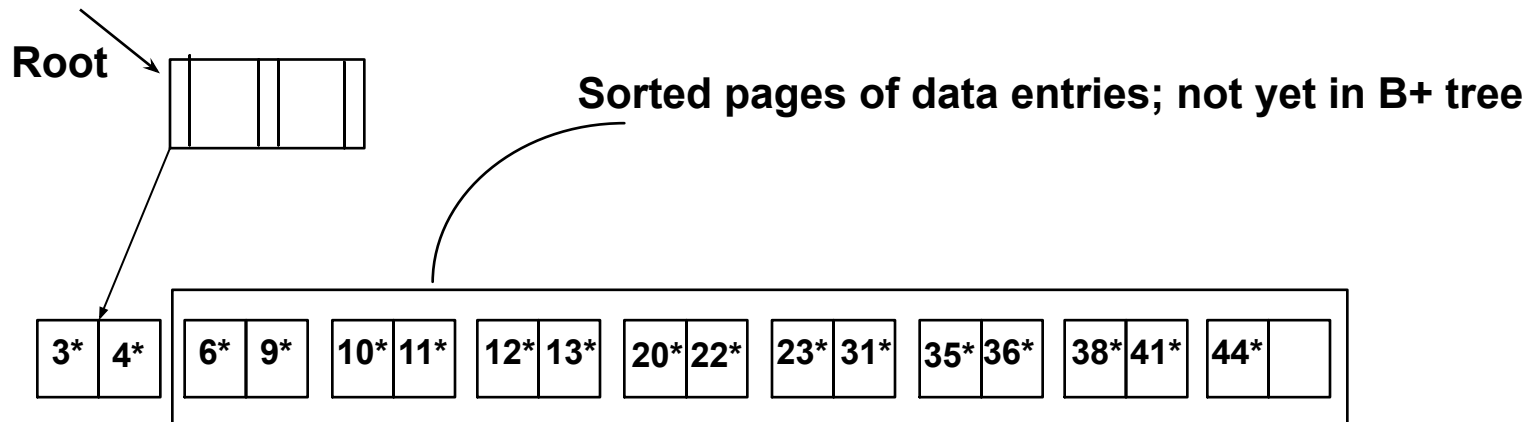 Root
Sorted pages of data entries; not yet in B+ tree
3* 4* 6* 9* 10* 11* 12* 13* 20* 22* 23* 31* 35* 36* 38* 41* 44*